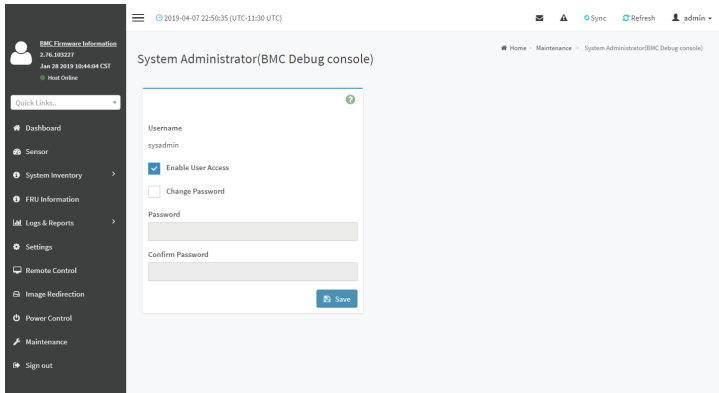 2019-04-07 22:50:35 (UTC-11:30 UTC)
Sync
Refresh
admin
BMC Firmware Information
2.76.103227
Jan 28 2019 10:44:04 CST
Host Online
Quick Links..
Dashboard
Sensor
System Inventory
FRU Information
Logs & Reports
Settings
Remote Control
Image Redirection
Power Control
Maintenance
Sign out
System Administrator(BMC Debug console)
Home > Maintenance > System Administrator(BMC Debug console)
Username
sysadmin
Enable User Access
Change Password
Password
Confirm Password
Save